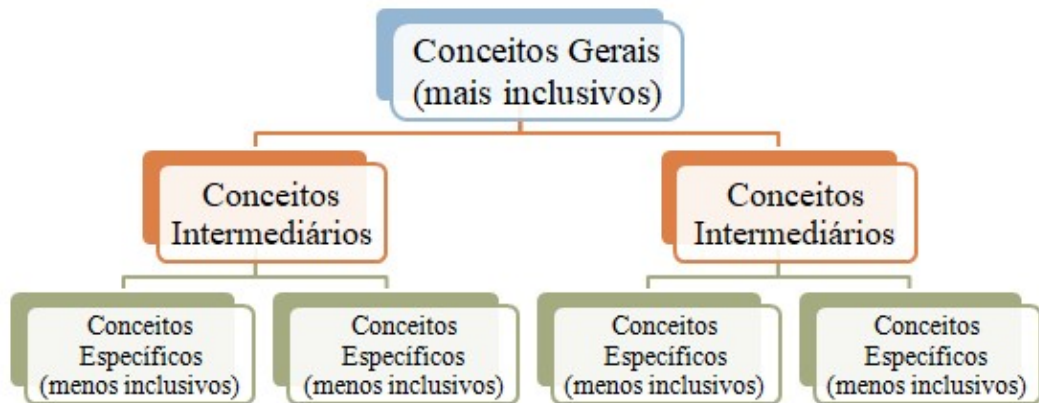 Conceitos Gerais
(mais inclusivos)
Conceitos
Intermediários
Conceitos
Intermediários
Conceitos
Específicos
(menos inclusivos)
Conceitos
Específicos
(menos inclusivos)
Conceitos
Específicos
(menos inclusivos)
Conceitos
Específicos
(menos inclusivos)